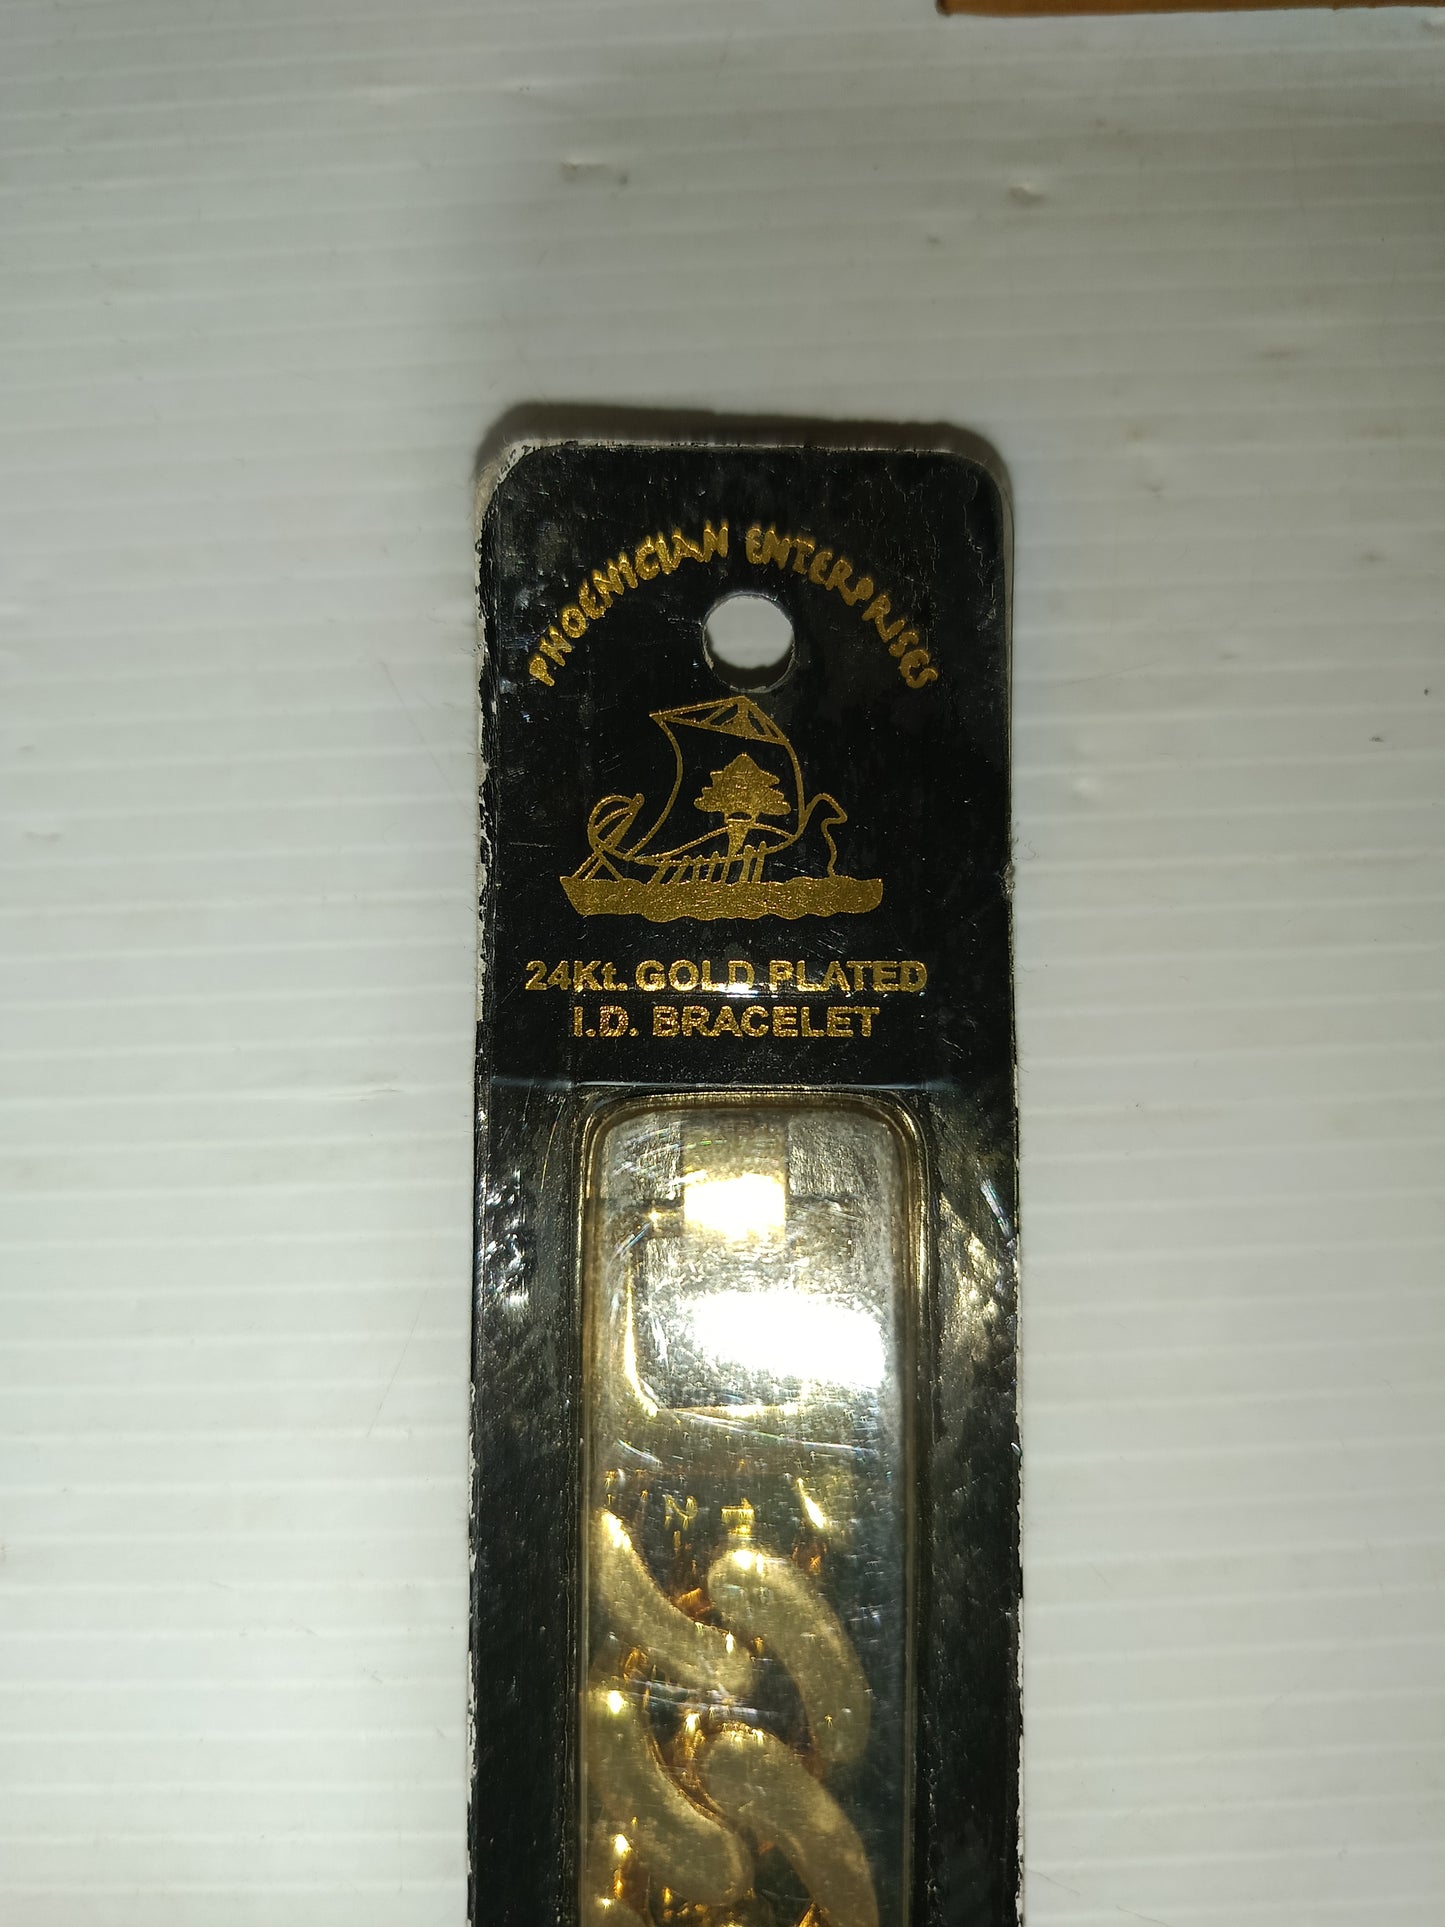 PHOENICIAN ENTERPRISES
24Kt. GOLD PLATED
I.D. BRACELET